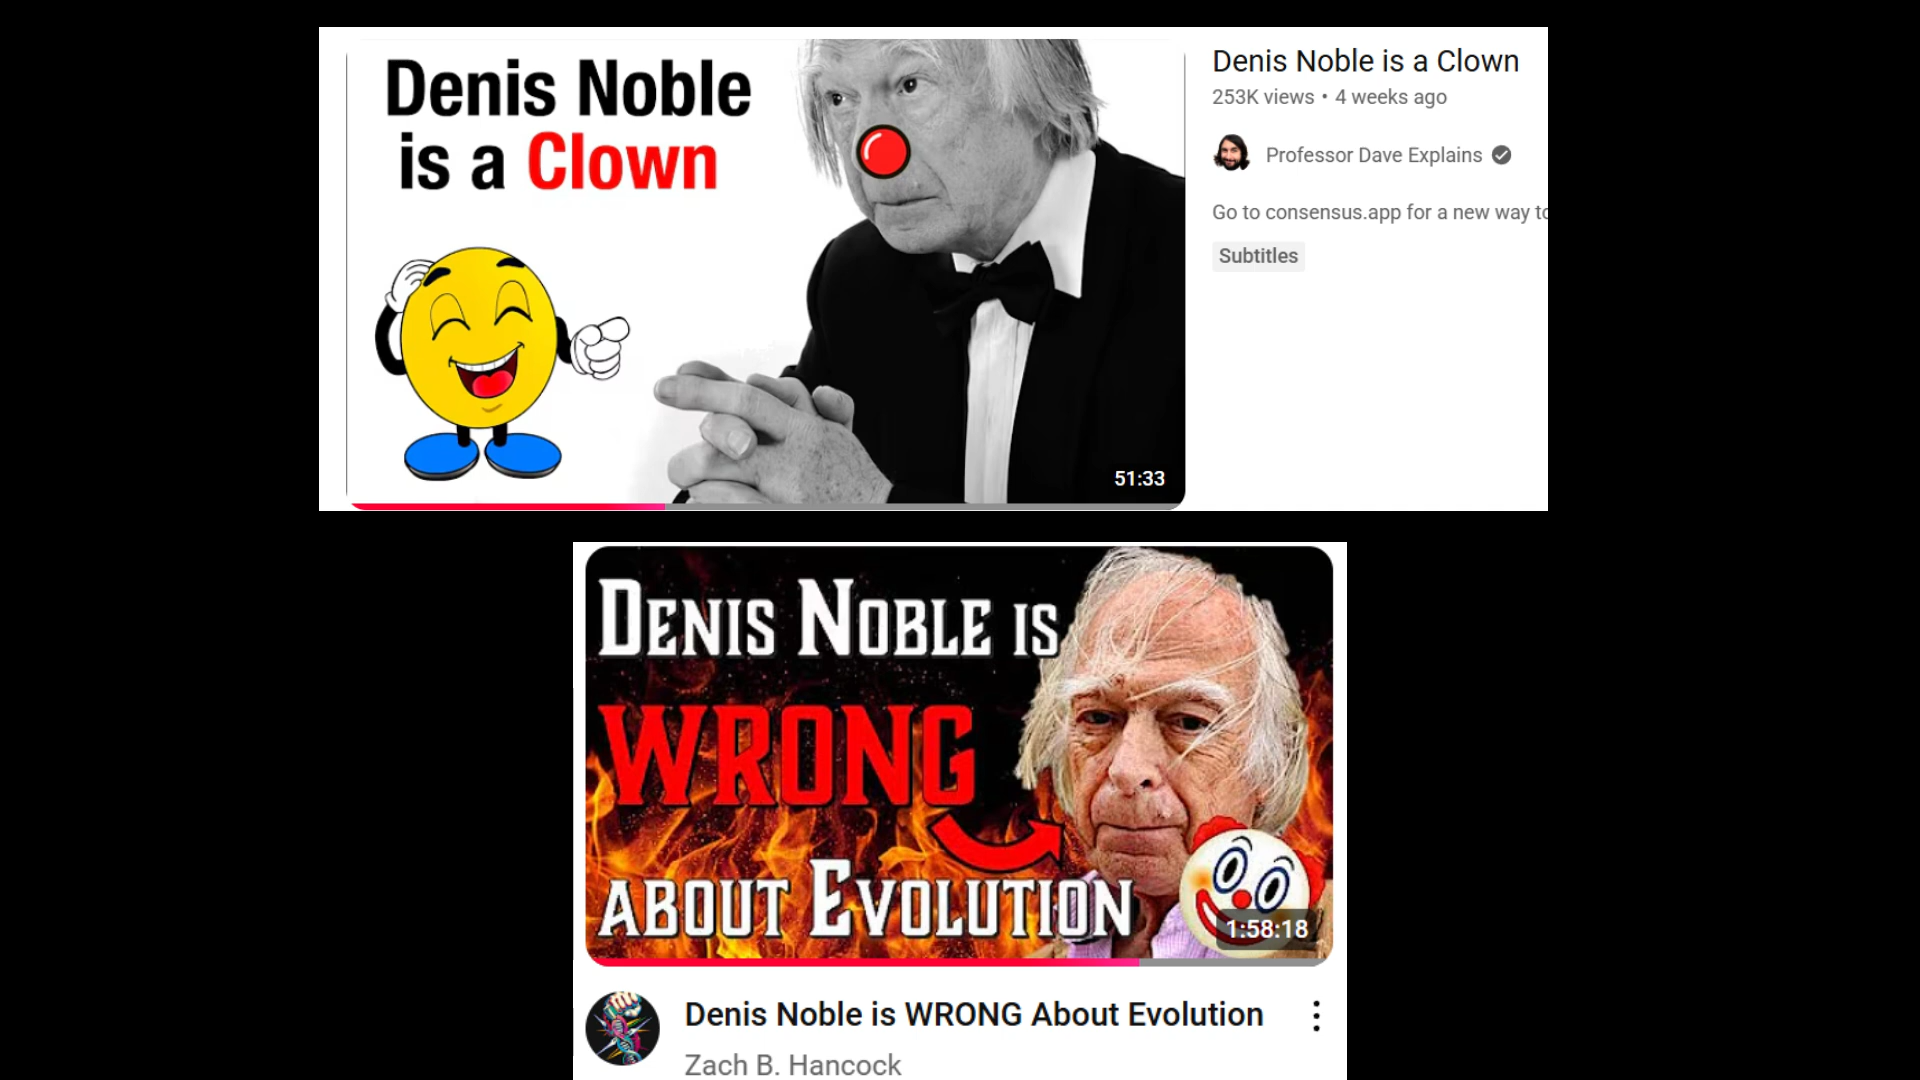 Denis Noble
is a Clown
51:33
Denis Noble is a Clown
253K views • 4 weeks ago
Professor Dave Explains
Go to consensus.app for a new way to
Subtitles
DENIS NOBLE IS
WRONG
ABOUT EVOLUTION
1:58:18
Denis Noble is WRONG About Evolution
Zach B. Hancock